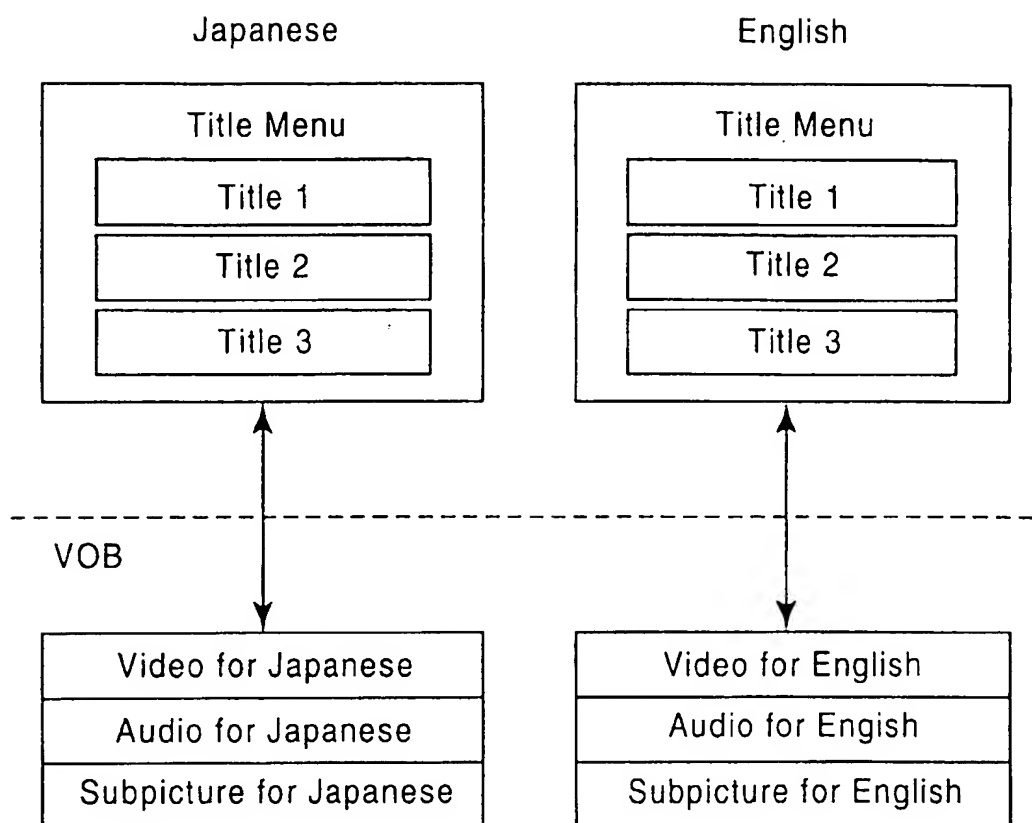 Japanese
English
Title Menu
Title 1
Title 2
Title 3
Title Menu
Title 1
Title 2
Title 3
VOB
Video for Japanese
Audio for Japanese
Subpicture for Japanese
Video for English
Audio for Engish
Subpicture for English